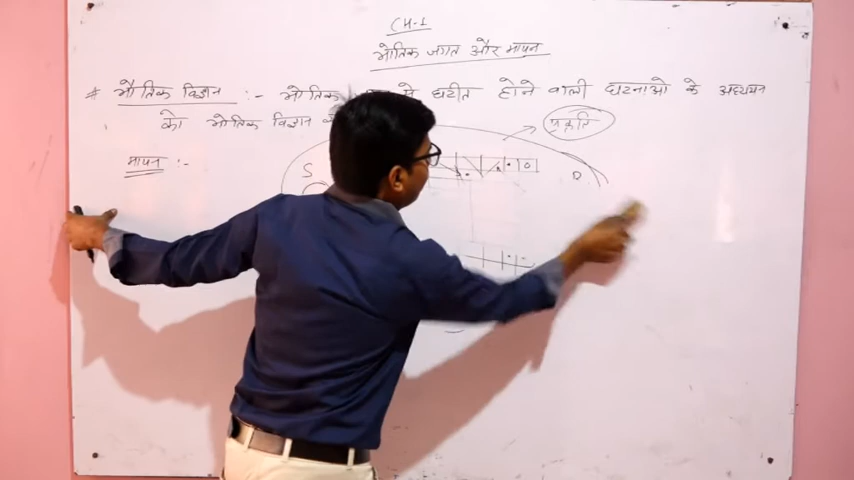 CH-1
भौतिक जगत और मापन
# भौतिक विज्ञान :- भौतिक में घटीत होने वाली घटनाओ के अध्ययन
को भौतिक विज्ञान प्रकृति
मापन :-
S